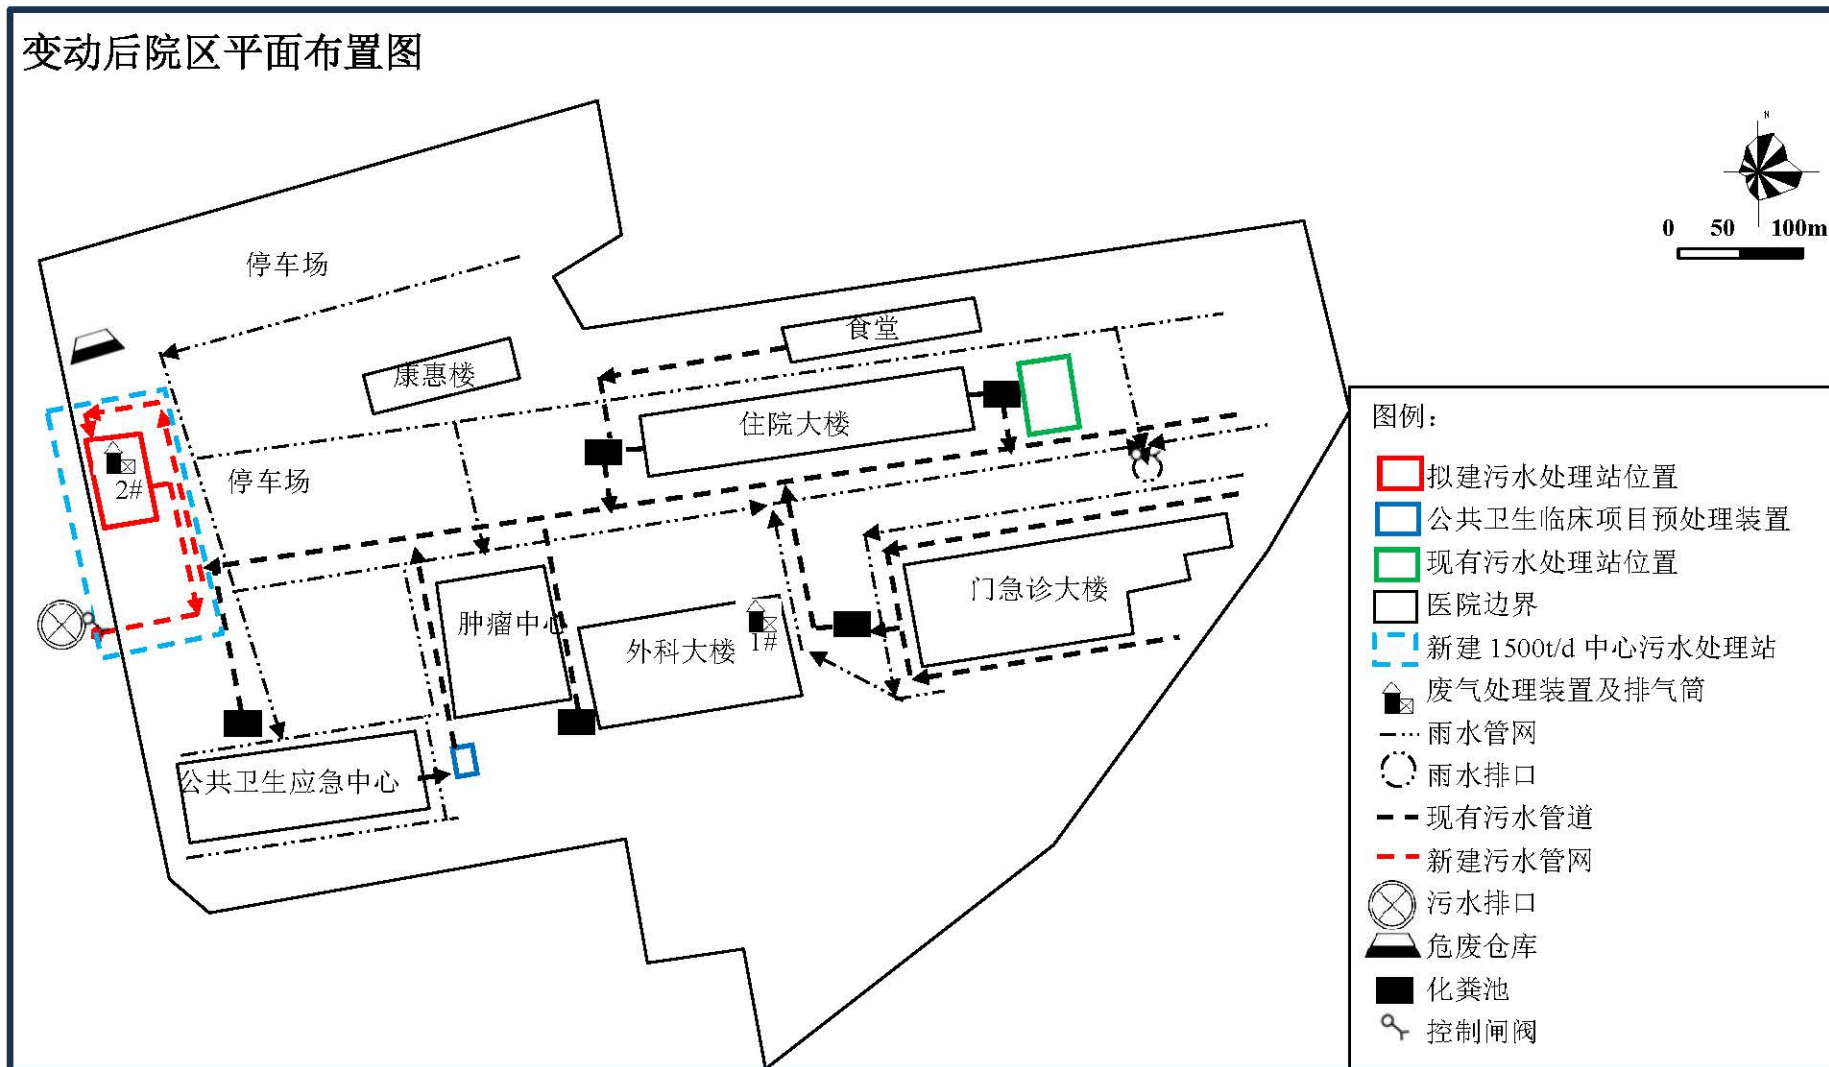 变动后院区平面布置图
N
0 50 100m
停车场
食堂
康惠楼
住院大楼
停车场
2#
门急诊大楼
肿瘤中心
外科大楼
1#
公共卫生应急中心
图例：
拟建污水处理站位置
公共卫生临床项目预处理装置
现有污水处理站位置
医院边界
新建 1500t/d 中心污水处理站
废气处理装置及排气筒
雨水管网
雨水排口
现有污水管道
新建污水管网
污水排口
危废仓库
化粪池
控制闸阀